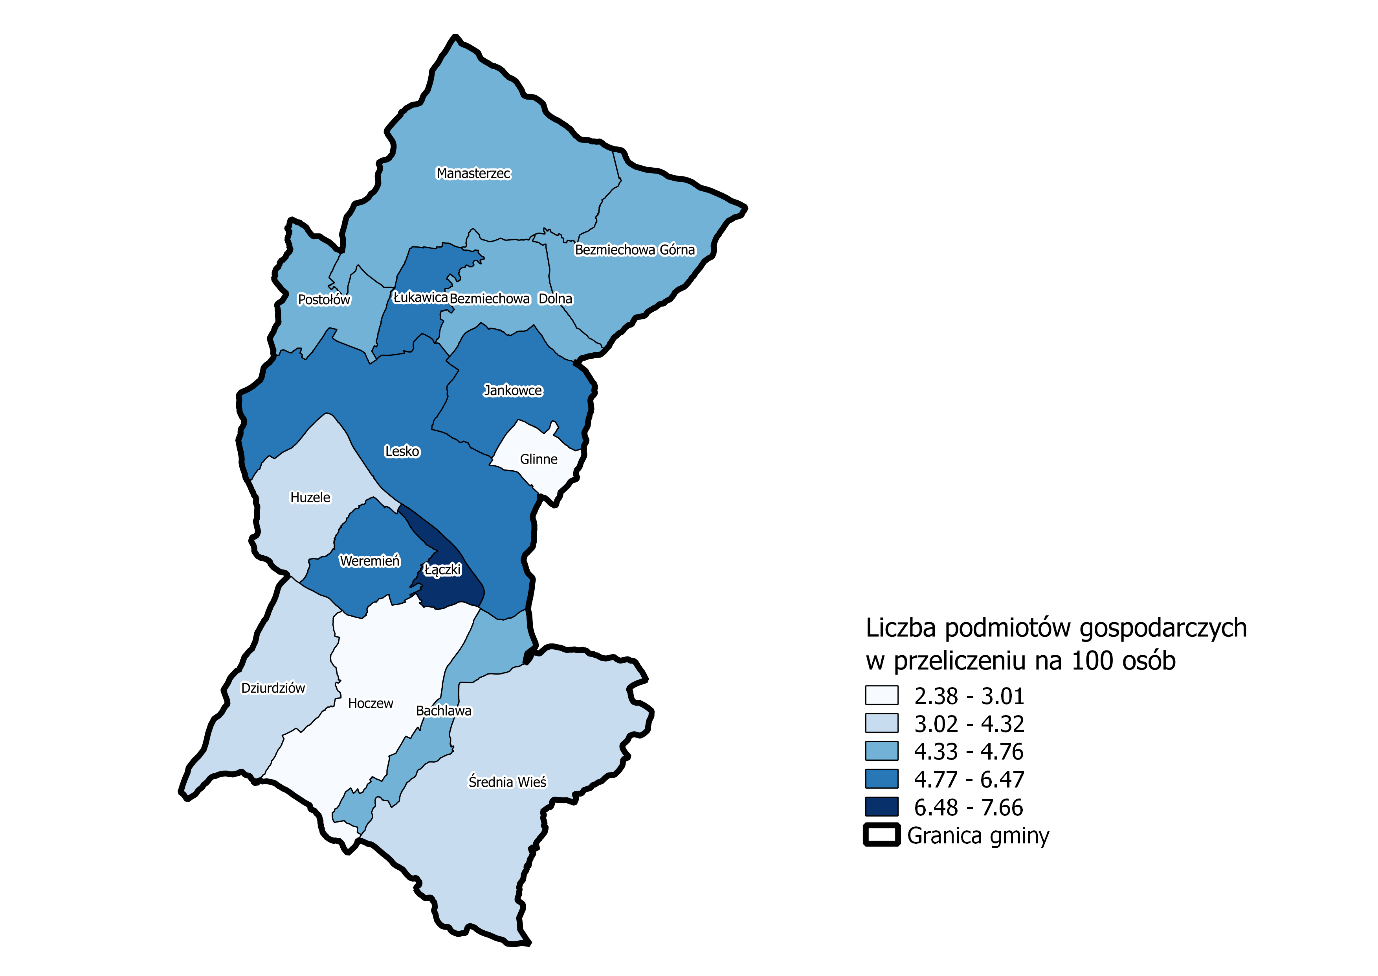 Manasterzec
Bezmiechowa Górna
Postołów
Łukawica
Bezmiechowa Dolna
Jankowce
Lesko
Glinne
Huzele
Weremień
Łączki
Dziurdziów
Hoczew
Bachlawa
Średnia Wieś
Liczba podmiotów gospodarczych
w przeliczeniu na 100 osób
2.38 - 3.01
3.02 - 4.32
4.33 - 4.76
4.77 - 6.47
6.48 - 7.66
Granica gminy